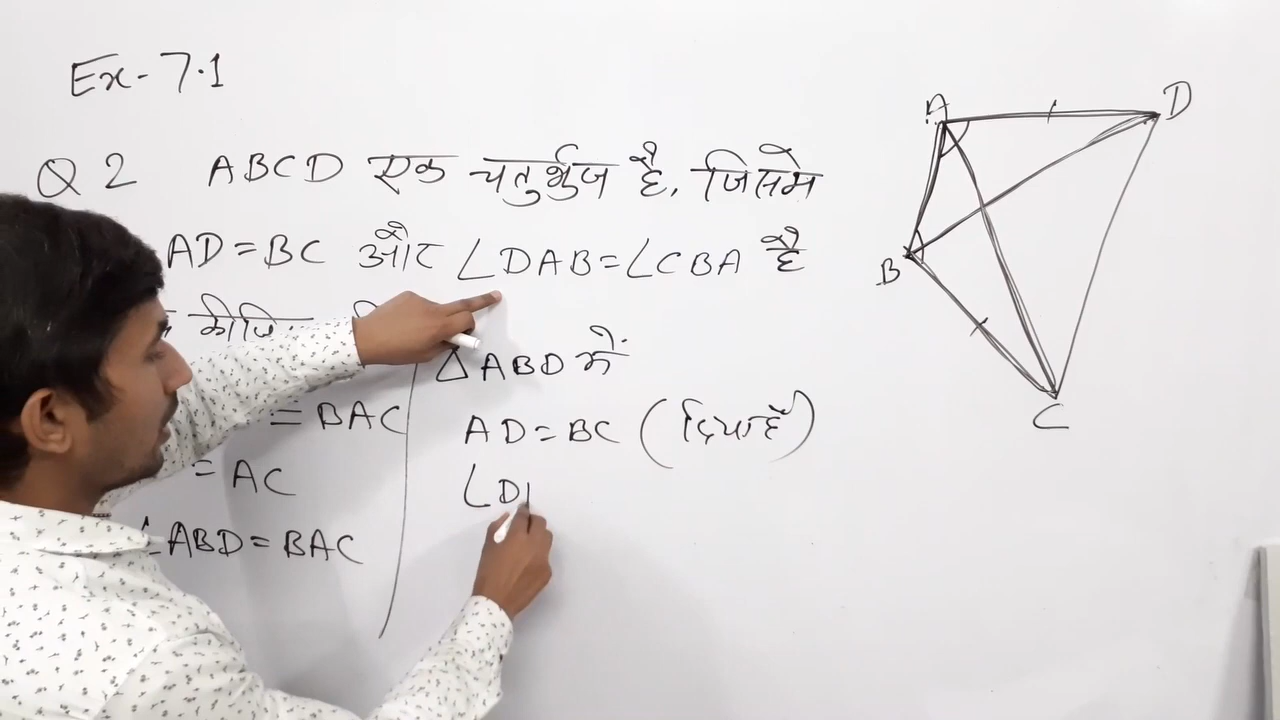 Ex- 7.1
Q 2 ABCD एक चतुर्भुज है, जिसमे
AD = BC और ∠DAB = ∠CBA है
= BAC
= AC
∠ABD = BAC
△ABD में
AD = BC (दिया है)
∠D
A
D
B
C